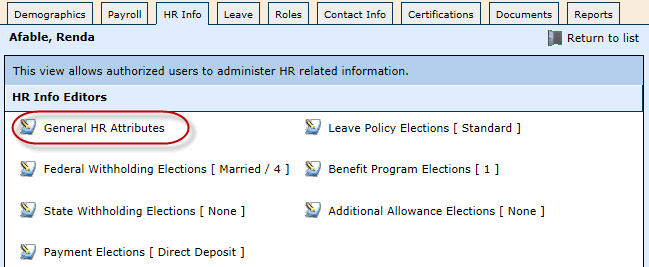 Demographics Payroll HR Info Leave Roles Contact Info Certifications Documents Reports
Afable, Renda Return to list
This view allows authorized users to administer HR related information.
HR Info Editors
General HR Attributes Leave Policy Elections [ Standard ]
Federal Withholding Elections [ Married / 4 ] Benefit Program Elections [ 1 ]
State Withholding Elections [ None ] Additional Allowance Elections [ None ]
Payment Elections [ Direct Deposit ]